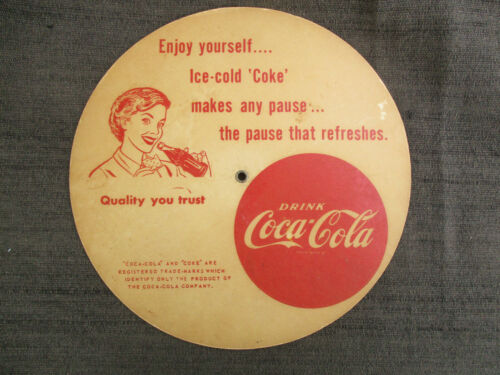 Enjoy yourself....
Ice-cold 'Coke'
makes any pause...
the pause that refreshes.
Quality you trust
DRINK
Coca-Cola
"COCA-COLA" AND "COKE" ARE
REGISTERED TRADE-MARKS WHICH
IDENTIFY ONLY THE PRODUCT OF
THE COCA-COLA COMPANY.